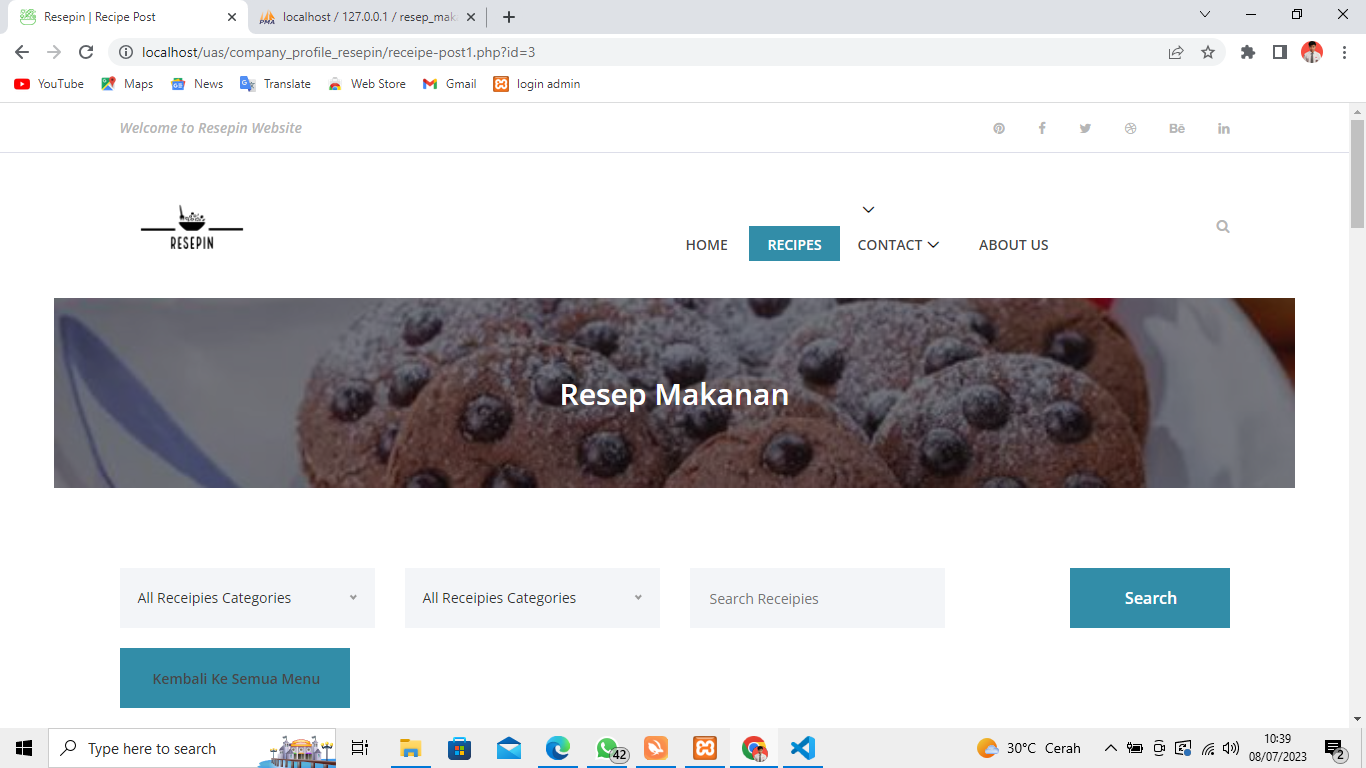 Resepin | Recipe Post
localhost / 127.0.0.1 / resep_mak
localhost/uas/company_profile_resepin/receipe-post1.php?id=3
YouTube Maps News Translate Web Store Gmail login admin
Welcome to Resepin Website
RESEPIN
HOME RECIPES CONTACT ABOUT US
Resep Makanan
All Receipies Categories All Receipies Categories Search Receipies Search
Kembali Ke Semua Menu
Type here to search
42
30°C Cerah
10:39
08/07/2023
2